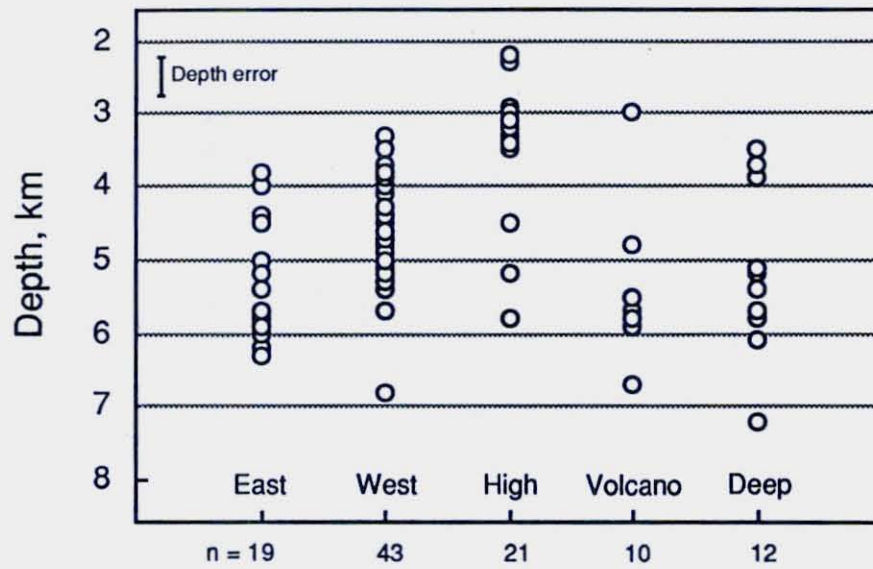 2
Depth error
3
4
5
6
7
8
Depth, km
East West High Volcano Deep
n = 19 43 21 10 12